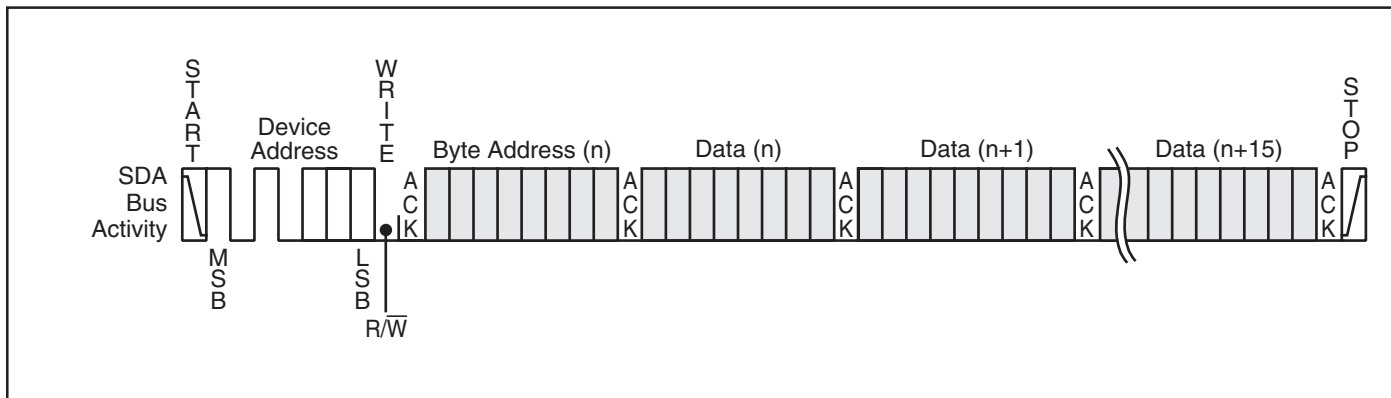 START
WRITE
STOP
Device
Address
Byte Address (n)
Data (n)
Data (n+1)
Data (n+15)
SDA
Bus
Activity
ACK
ACK
ACK
ACK
ACK
MSB
LSB
R/W̅